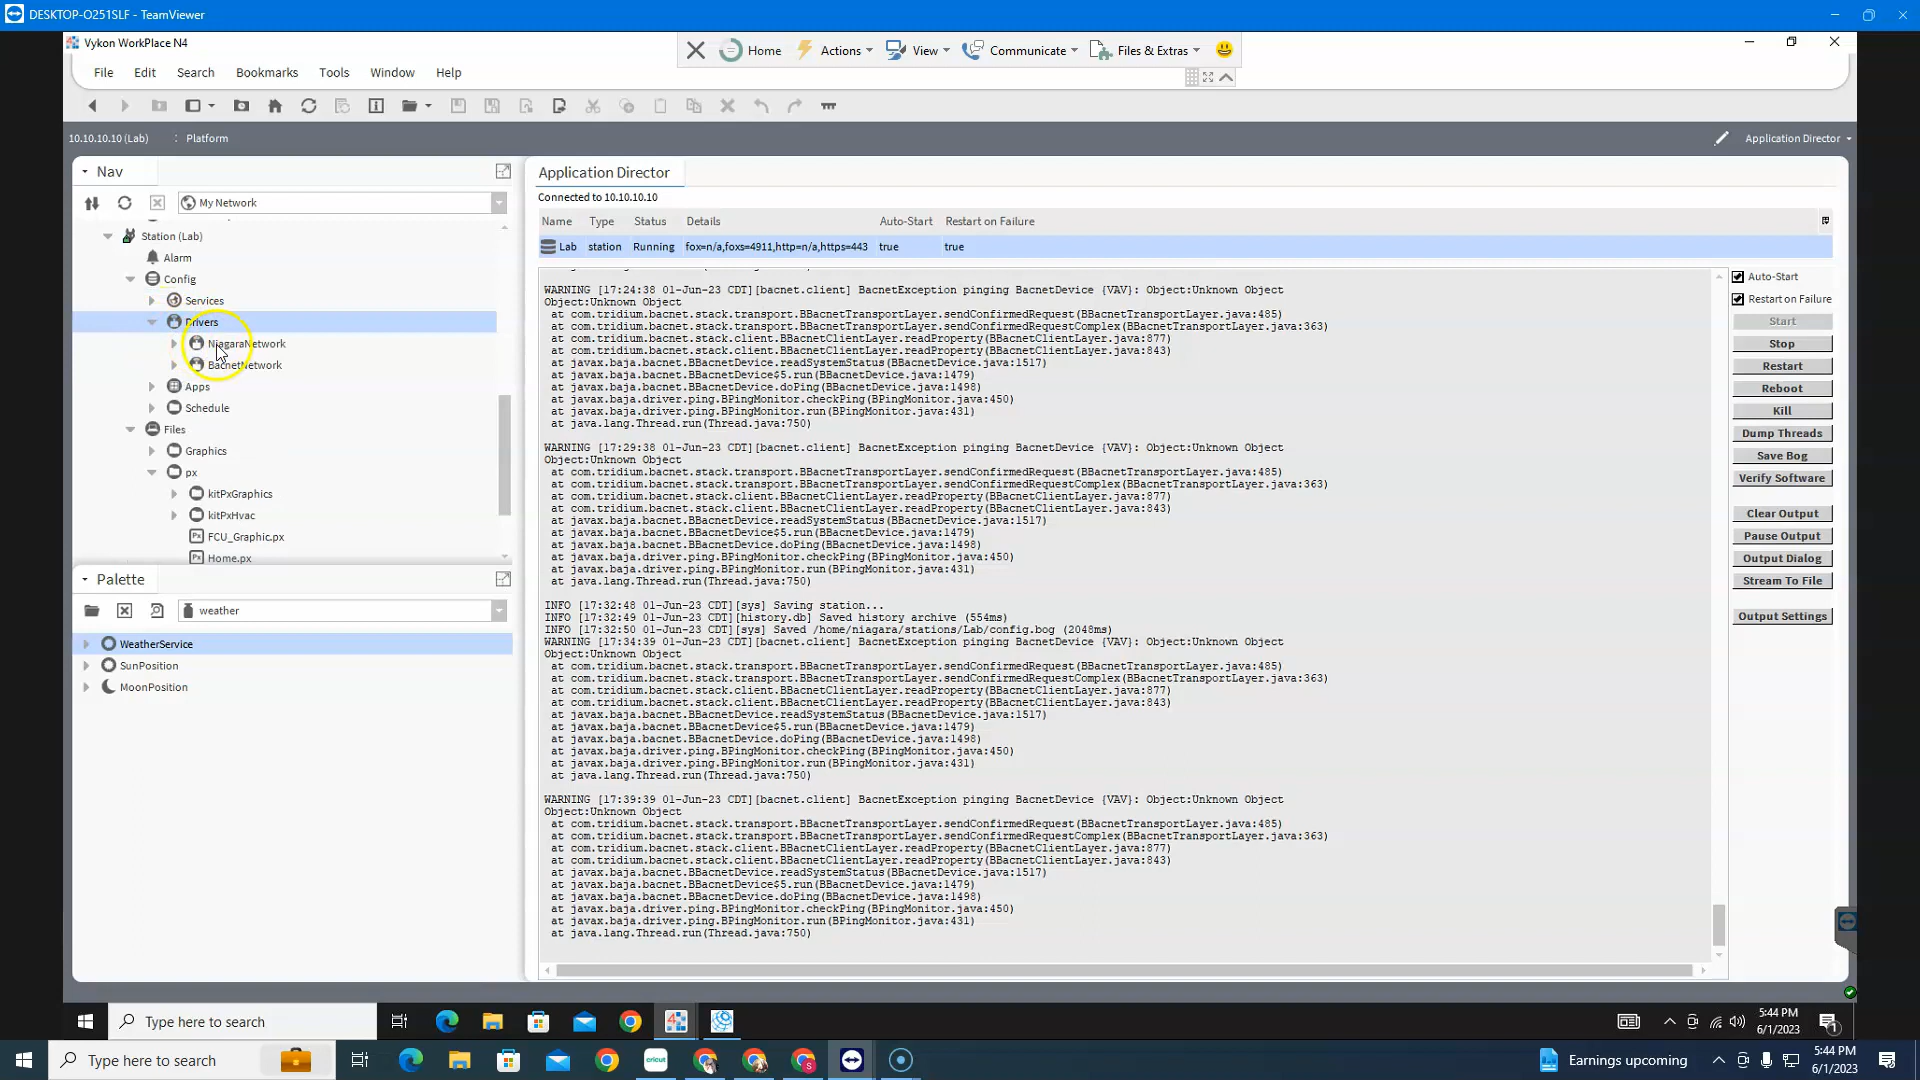 DESKTOP-O251SLF - TeamViewer
Vykon WorkPlace N4
Home Actions View Communicate Files & Extras
File Edit Search Bookmarks Tools Window Help
10.10.10.10 (Lab) : Platform
Application Director
Nav
My Network
Station (Lab)
Alarm
Config
Services
Drivers
NiagaraNetwork
BacnetNetwork
Apps
Schedule
Files
Graphics
px
kitPxGraphics
kitPxHvac
FCU_Graphic.px
Home.px
Palette
weather
WeatherService
SunPosition
MoonPosition
Application Director
Connected to 10.10.10.10
Name Type Status Details Auto-Start Restart on Failure
Lab station Running fox=n/a,foxs=4911,http=n/a,https=443 true true
WARNING [17:24:38 01-Jun-23 CDT][bacnet.client] BacnetException pinging BacnetDevice {VAV}: Object:Unknown Object
Object:Unknown Object
at com.tridium.bacnet.stack.transport.BBacnetTransportLayer.sendConfirmedRequest(BBacnetTransportLayer.java:485)
at com.tridium.bacnet.stack.transport.BBacnetTransportLayer.sendConfirmedRequestComplex(BBacnetTransportLayer.java:363)
at com.tridium.bacnet.stack.client.BBacnetClientLayer.readProperty(BBacnetClientLayer.java:877)
at com.tridium.bacnet.stack.client.BBacnetClientLayer.readProperty(BBacnetClientLayer.java:843)
at javax.baja.bacnet.BBacnetDevice.readSystemStatus(BBacnetDevice.java:1517)
at javax.baja.bacnet.BBacnetDevice$5.run(BBacnetDevice.java:1479)
at javax.baja.bacnet.BBacnetDevice.doPing(BBacnetDevice.java:1498)
at javax.baja.driver.ping.BPingMonitor.checkPing(BPingMonitor.java:450)
at javax.baja.driver.ping.BPingMonitor.run(BPingMonitor.java:431)
at java.lang.Thread.run(Thread.java:750)
WARNING [17:29:38 01-Jun-23 CDT][bacnet.client] BacnetException pinging BacnetDevice {VAV}: Object:Unknown Object
Object:Unknown Object
at com.tridium.bacnet.stack.transport.BBacnetTransportLayer.sendConfirmedRequest(BBacnetTransportLayer.java:485)
at com.tridium.bacnet.stack.transport.BBacnetTransportLayer.sendConfirmedRequestComplex(BBacnetTransportLayer.java:363)
at com.tridium.bacnet.stack.client.BBacnetClientLayer.readProperty(BBacnetClientLayer.java:877)
at com.tridium.bacnet.stack.client.BBacnetClientLayer.readProperty(BBacnetClientLayer.java:843)
at javax.baja.bacnet.BBacnetDevice.readSystemStatus(BBacnetDevice.java:1517)
at javax.baja.bacnet.BBacnetDevice$5.run(BBacnetDevice.java:1479)
at javax.baja.bacnet.BBacnetDevice.doPing(BBacnetDevice.java:1498)
at javax.baja.driver.ping.BPingMonitor.checkPing(BPingMonitor.java:450)
at javax.baja.driver.ping.BPingMonitor.run(BPingMonitor.java:431)
at java.lang.Thread.run(Thread.java:750)
INFO [17:32:48 01-Jun-23 CDT][sys] Saving station...
INFO [17:32:49 01-Jun-23 CDT][history.db] Saved history archive (554ms)
INFO [17:32:50 01-Jun-23 CDT][sys] Saved /home/niagara/stations/Lab/config.bog (2048ms)
WARNING [17:34:39 01-Jun-23 CDT][bacnet.client] BacnetException pinging BacnetDevice {VAV}: Object:Unknown Object
Object:Unknown Object
at com.tridium.bacnet.stack.transport.BBacnetTransportLayer.sendConfirmedRequest(BBacnetTransportLayer.java:485)
at com.tridium.bacnet.stack.transport.BBacnetTransportLayer.sendConfirmedRequestComplex(BBacnetTransportLayer.java:363)
at com.tridium.bacnet.stack.client.BBacnetClientLayer.readProperty(BBacnetClientLayer.java:877)
at com.tridium.bacnet.stack.client.BBacnetClientLayer.readProperty(BBacnetClientLayer.java:843)
at javax.baja.bacnet.BBacnetDevice.readSystemStatus(BBacnetDevice.java:1517)
at javax.baja.bacnet.BBacnetDevice$5.run(BBacnetDevice.java:1479)
at javax.baja.bacnet.BBacnetDevice.doPing(BBacnetDevice.java:1498)
at javax.baja.driver.ping.BPingMonitor.checkPing(BPingMonitor.java:450)
at javax.baja.driver.ping.BPingMonitor.run(BPingMonitor.java:431)
at java.lang.Thread.run(Thread.java:750)
WARNING [17:39:39 01-Jun-23 CDT][bacnet.client] BacnetException pinging BacnetDevice {VAV}: Object:Unknown Object
Object:Unknown Object
at com.tridium.bacnet.stack.transport.BBacnetTransportLayer.sendConfirmedRequest(BBacnetTransportLayer.java:485)
at com.tridium.bacnet.stack.transport.BBacnetTransportLayer.sendConfirmedRequestComplex(BBacnetTransportLayer.java:363)
at com.tridium.bacnet.stack.client.BBacnetClientLayer.readProperty(BBacnetClientLayer.java:877)
at com.tridium.bacnet.stack.client.BBacnetClientLayer.readProperty(BBacnetClientLayer.java:843)
at javax.baja.bacnet.BBacnetDevice.readSystemStatus(BBacnetDevice.java:1517)
at javax.baja.bacnet.BBacnetDevice$5.run(BBacnetDevice.java:1479)
at javax.baja.bacnet.BBacnetDevice.doPing(BBacnetDevice.java:1498)
at javax.baja.driver.ping.BPingMonitor.checkPing(BPingMonitor.java:450)
at javax.baja.driver.ping.BPingMonitor.run(BPingMonitor.java:431)
at java.lang.Thread.run(Thread.java:750)
Auto-Start
Restart on Failure
Start
Stop
Restart
Reboot
Kill
Dump Threads
Save Bog
Verify Software
Clear Output
Pause Output
Output Dialog
Stream To File
Output Settings
Type here to search
5:44 PM
6/1/2023
1
Type here to search
cricut
Earnings upcoming
5:44 PM
6/1/2023